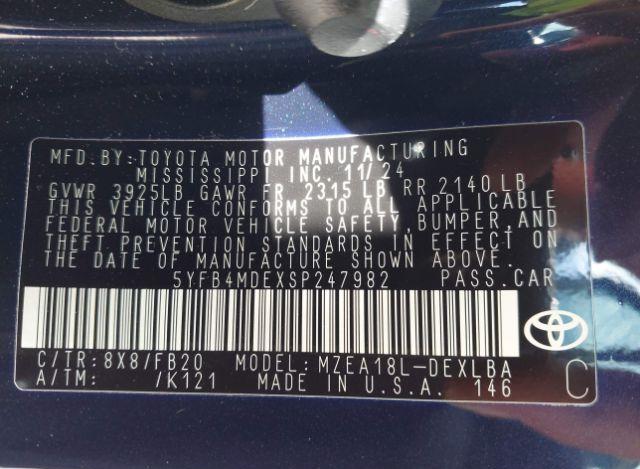 MFD.BY:TOYOTA MOTOR MANUFACTURING
MISSISSIPPI INC. 11/24
GVWR 3925LB GAWR FR 2315 LB RR 2140 LB
THIS VEHICLE CONFORMS TO ALL APPLICABLE
FEDERAL MOTOR VEHICLE SAFETY,BUMPER,AND
THEFT PREVENTION STANDARDS IN EFFECT ON
THE DATE OF MANUFACTURE SHOWN ABOVE.
5YFB4MDEXSP247982 PASS.CAR
C/TR:8X8/FB20 MODEL:MZEA18L-DEXLBA
A/TM: /K121 MADE IN U.S.A. 146 C